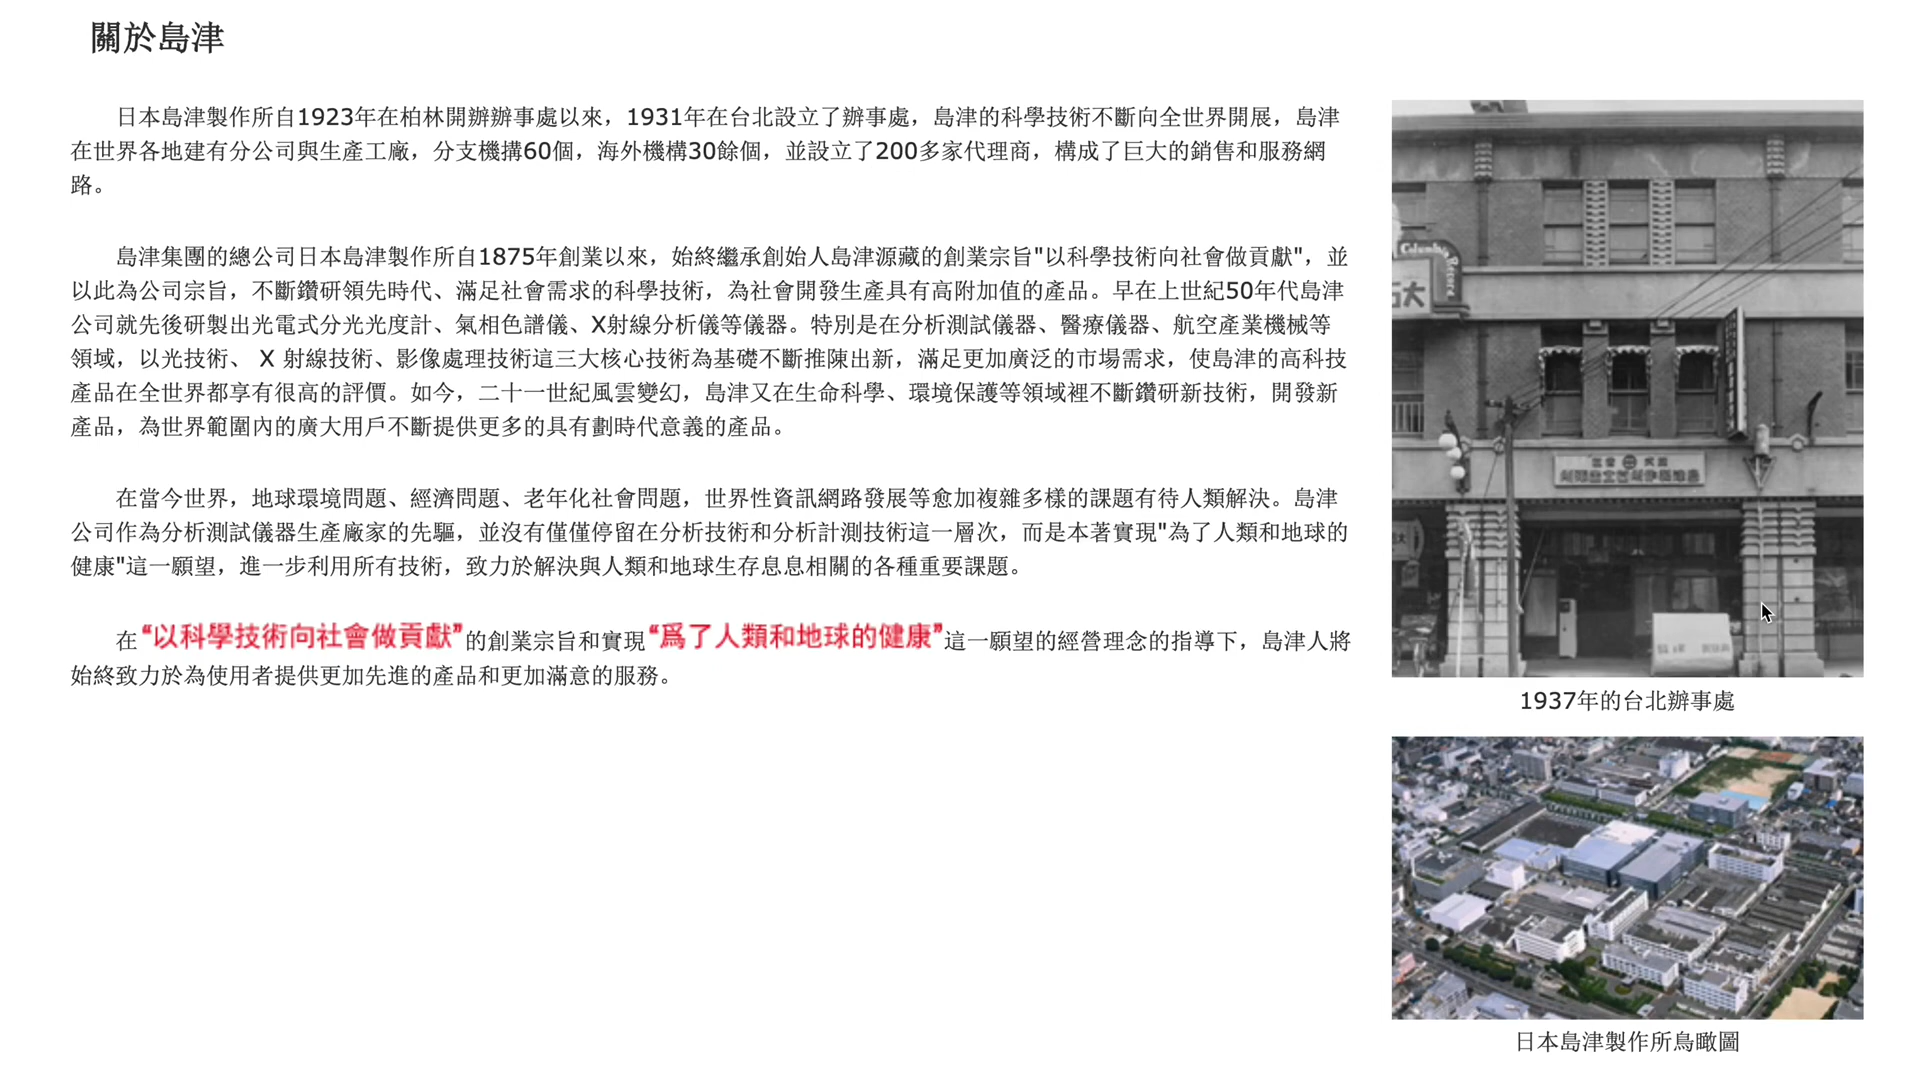 關於島津
日本島津製作所自1923年在柏林開辦辦事處以來，1931年在台北設立了辦事處，島津的科學技術不斷向全世界開展，島津
在世界各地建有分公司與生產工廠，分支機搆60個，海外機構30餘個，並設立了200多家代理商，構成了巨大的銷售和服務網
路。
島津集團的總公司日本島津製作所自1875年創業以來，始終繼承創始人島津源藏的創業宗旨"以科學技術向社會做貢獻"，並
以此為公司宗旨，不斷鑽研領先時代、滿足社會需求的科學技術，為社會開發生產具有高附加值的產品。早在上世紀50年代島津
公司就先後研製出光電式分光光度計、氣相色譜儀、X射線分析儀等儀器。特別是在分析測試儀器、醫療儀器、航空產業機械等
領域，以光技術、 X 射線技術、影像處理技術這三大核心技術為基礎不斷推陳出新，滿足更加廣泛的市場需求，使島津的高科技
產品在全世界都享有很高的評價。如今，二十一世紀風雲變幻，島津又在生命科學、環境保護等領域裡不斷鑽研新技術，開發新
產品，為世界範圍內的廣大用戶不斷提供更多的具有劃時代意義的產品。
在當今世界，地球環境問題、經濟問題、老年化社會問題，世界性資訊網路發展等愈加複雜多樣的課題有待人類解決。島津
公司作為分析測試儀器生產廠家的先驅，並沒有僅僅停留在分析技術和分析計測技術這一層次，而是本著實現"為了人類和地球的
健康"這一願望，進一步利用所有技術，致力於解決與人類和地球生存息息相關的各種重要課題。
在“以科學技術向社會做貢獻”的創業宗旨和實現“爲了人類和地球的健康”這一願望的經營理念的指導下，島津人將
始終致力於為使用者提供更加先進的產品和更加滿意的服務。
Columbia
Records
1937年的台北辦事處
日本島津製作所鳥瞰圖